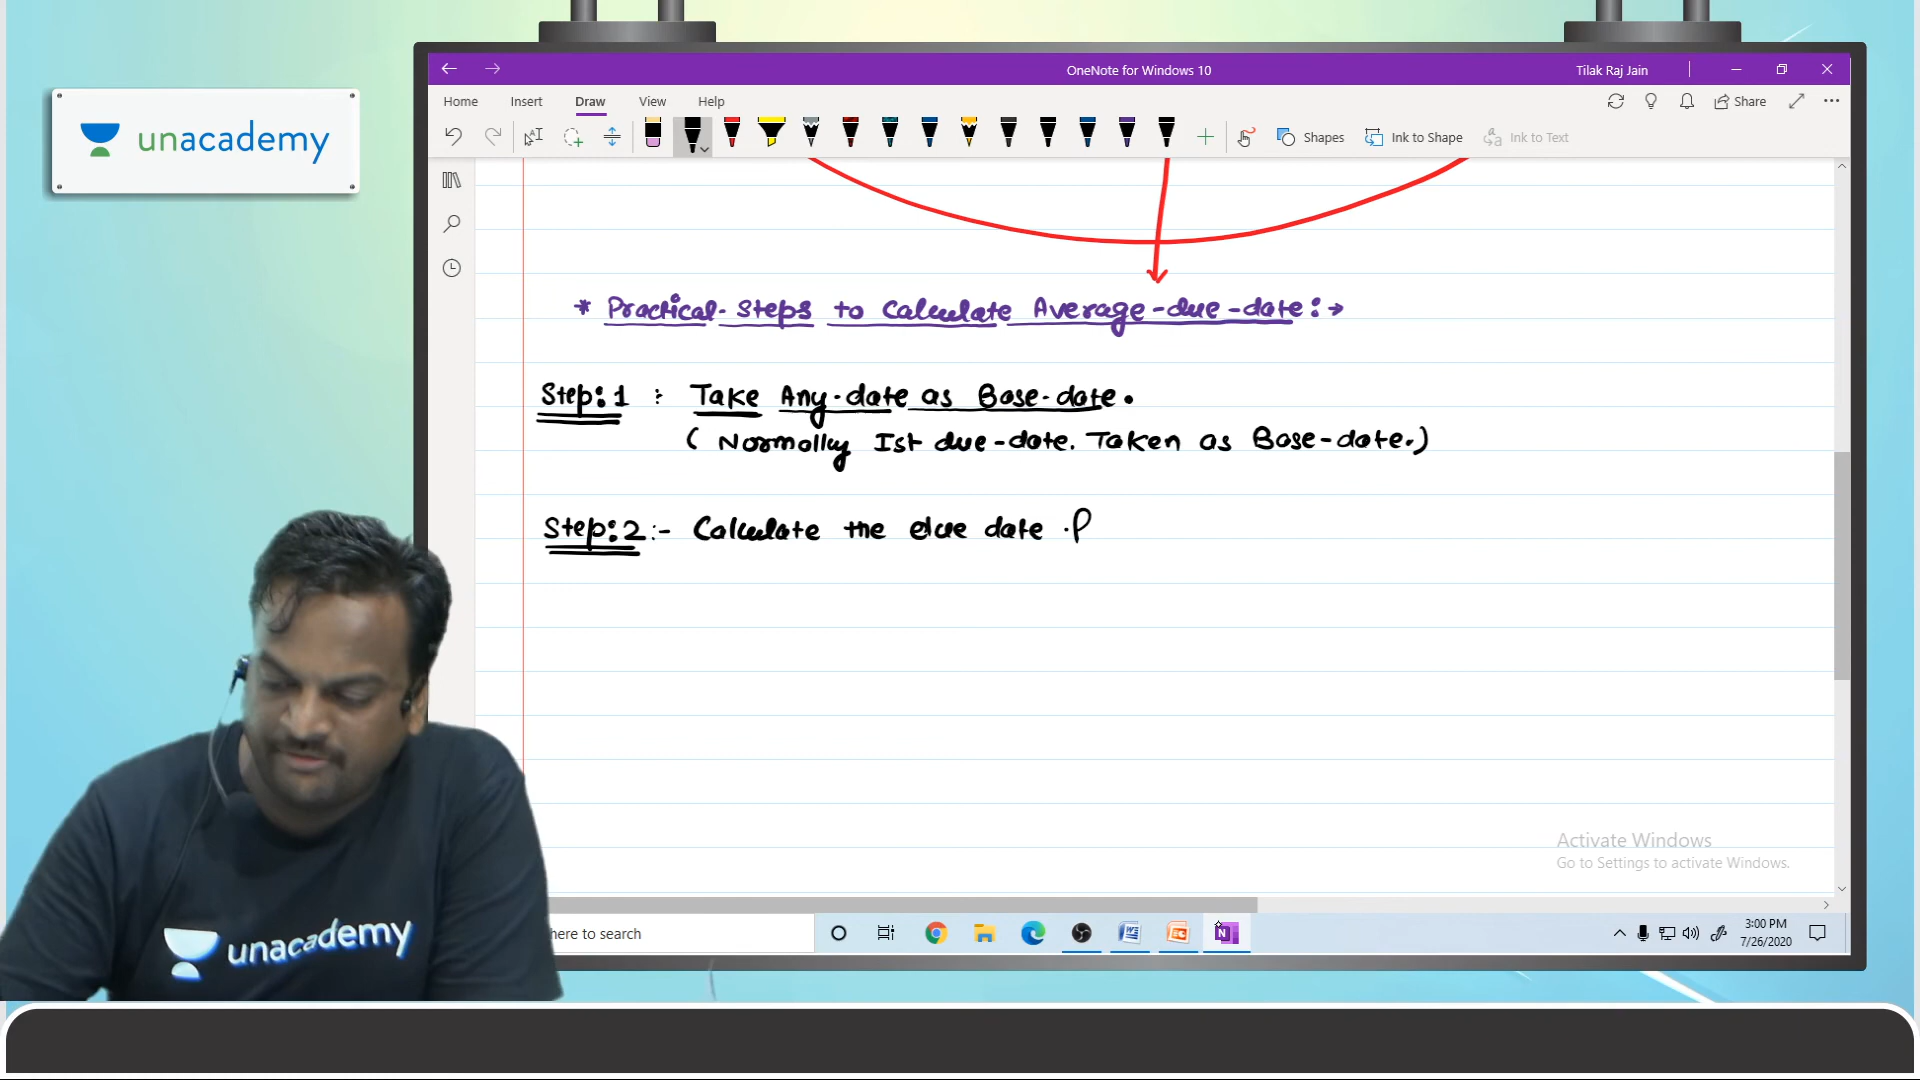 unacademy
OneNote for Windows 10
Tilak Raj Jain
Home Insert Draw View Help
Share
Shapes
Ink to Shape
Ink to Text
* Practical-Steps to Calculate Average-due-date:→
Step:1 : Take Any-date as Base-date.
( Normally Ist due-date. Taken as Base-date.)
Step:2 :- Calculate the due date .
Activate Windows
Go to Settings to activate Windows.
here to search
3:00 PM
7/26/2020
unacademy